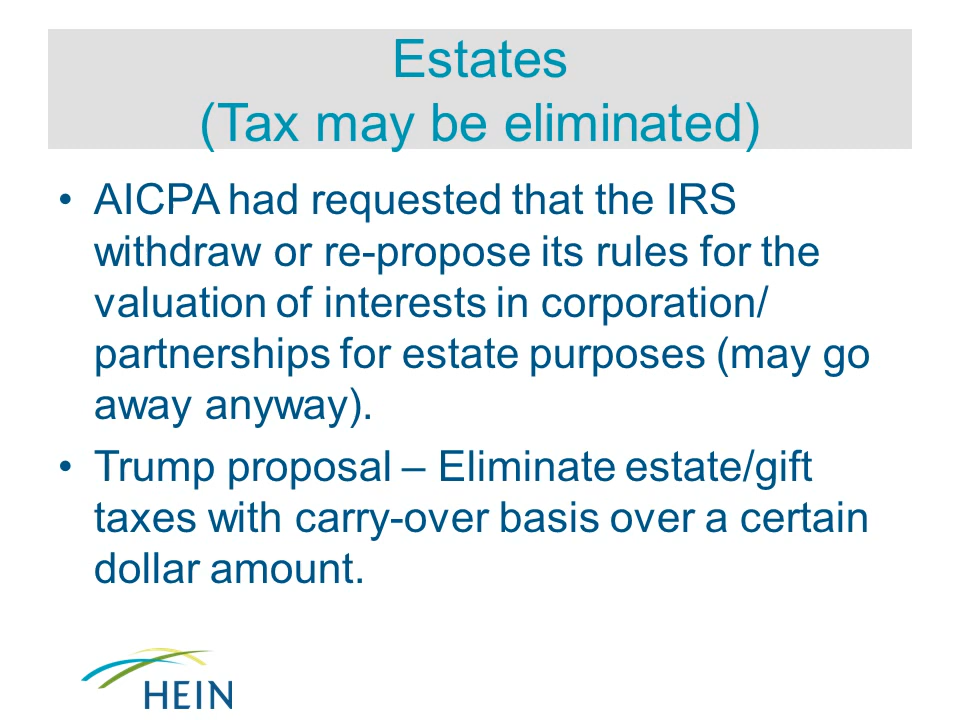 Estates
(Tax may be eliminated)
• AICPA had requested that the IRS
withdraw or re-propose its rules for the
valuation of interests in corporation/
partnerships for estate purposes (may go
away anyway).
• Trump proposal – Eliminate estate/gift
taxes with carry-over basis over a certain
dollar amount.
HEIN